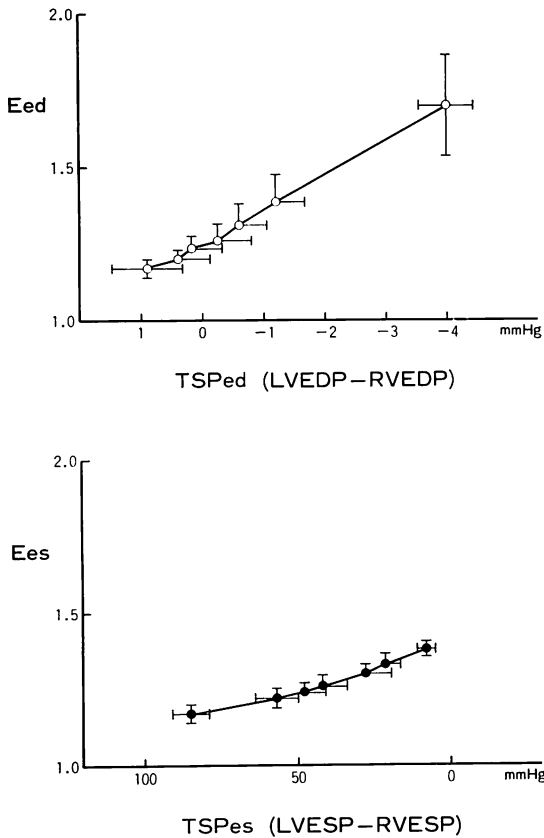 2.0
Eed
1.5
1.0
1 0 -1 -2 -3 -4 mmHg
TSPed (LVEDP-RVEDP)
2.0
Ees
1.5
1.0
100 50 0 mmHg
TSPes (LVESP-RVESP)